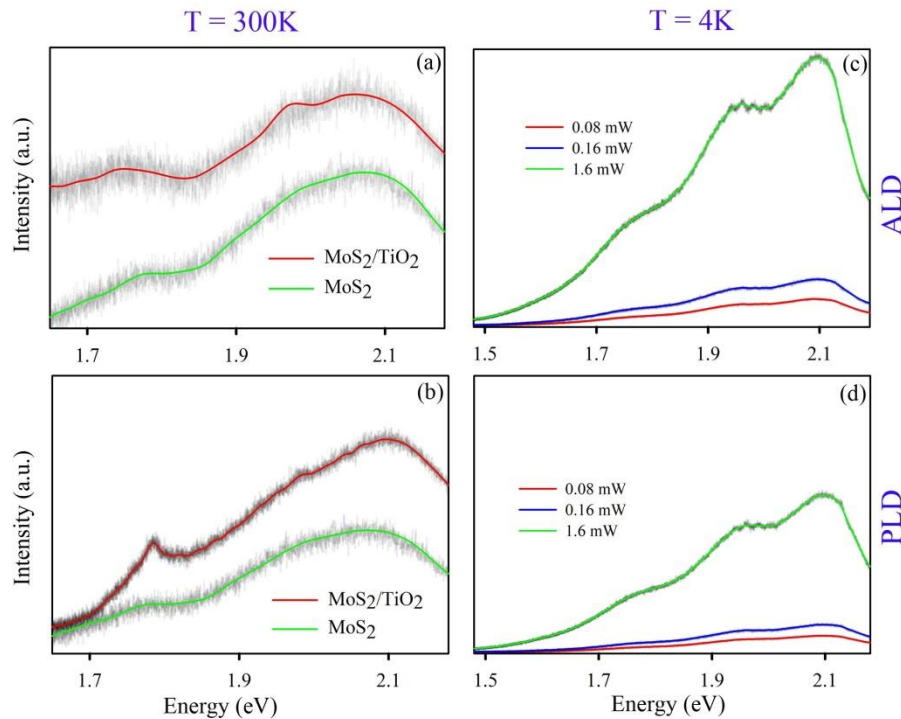 T = 300K
T = 4K
(a)
Intensity (a.u.)
MoS2/TiO2
MoS2
1.7 1.9 2.1
(c)
0.08 mW
0.16 mW
1.6 mW
1.5 1.7 1.9 2.1
ALD
(b)
Intensity (a.u.)
MoS2/TiO2
MoS2
1.7 1.9 2.1
Energy (eV)
(d)
0.08 mW
0.16 mW
1.6 mW
1.5 1.7 1.9 2.1
Energy (eV)
PLD